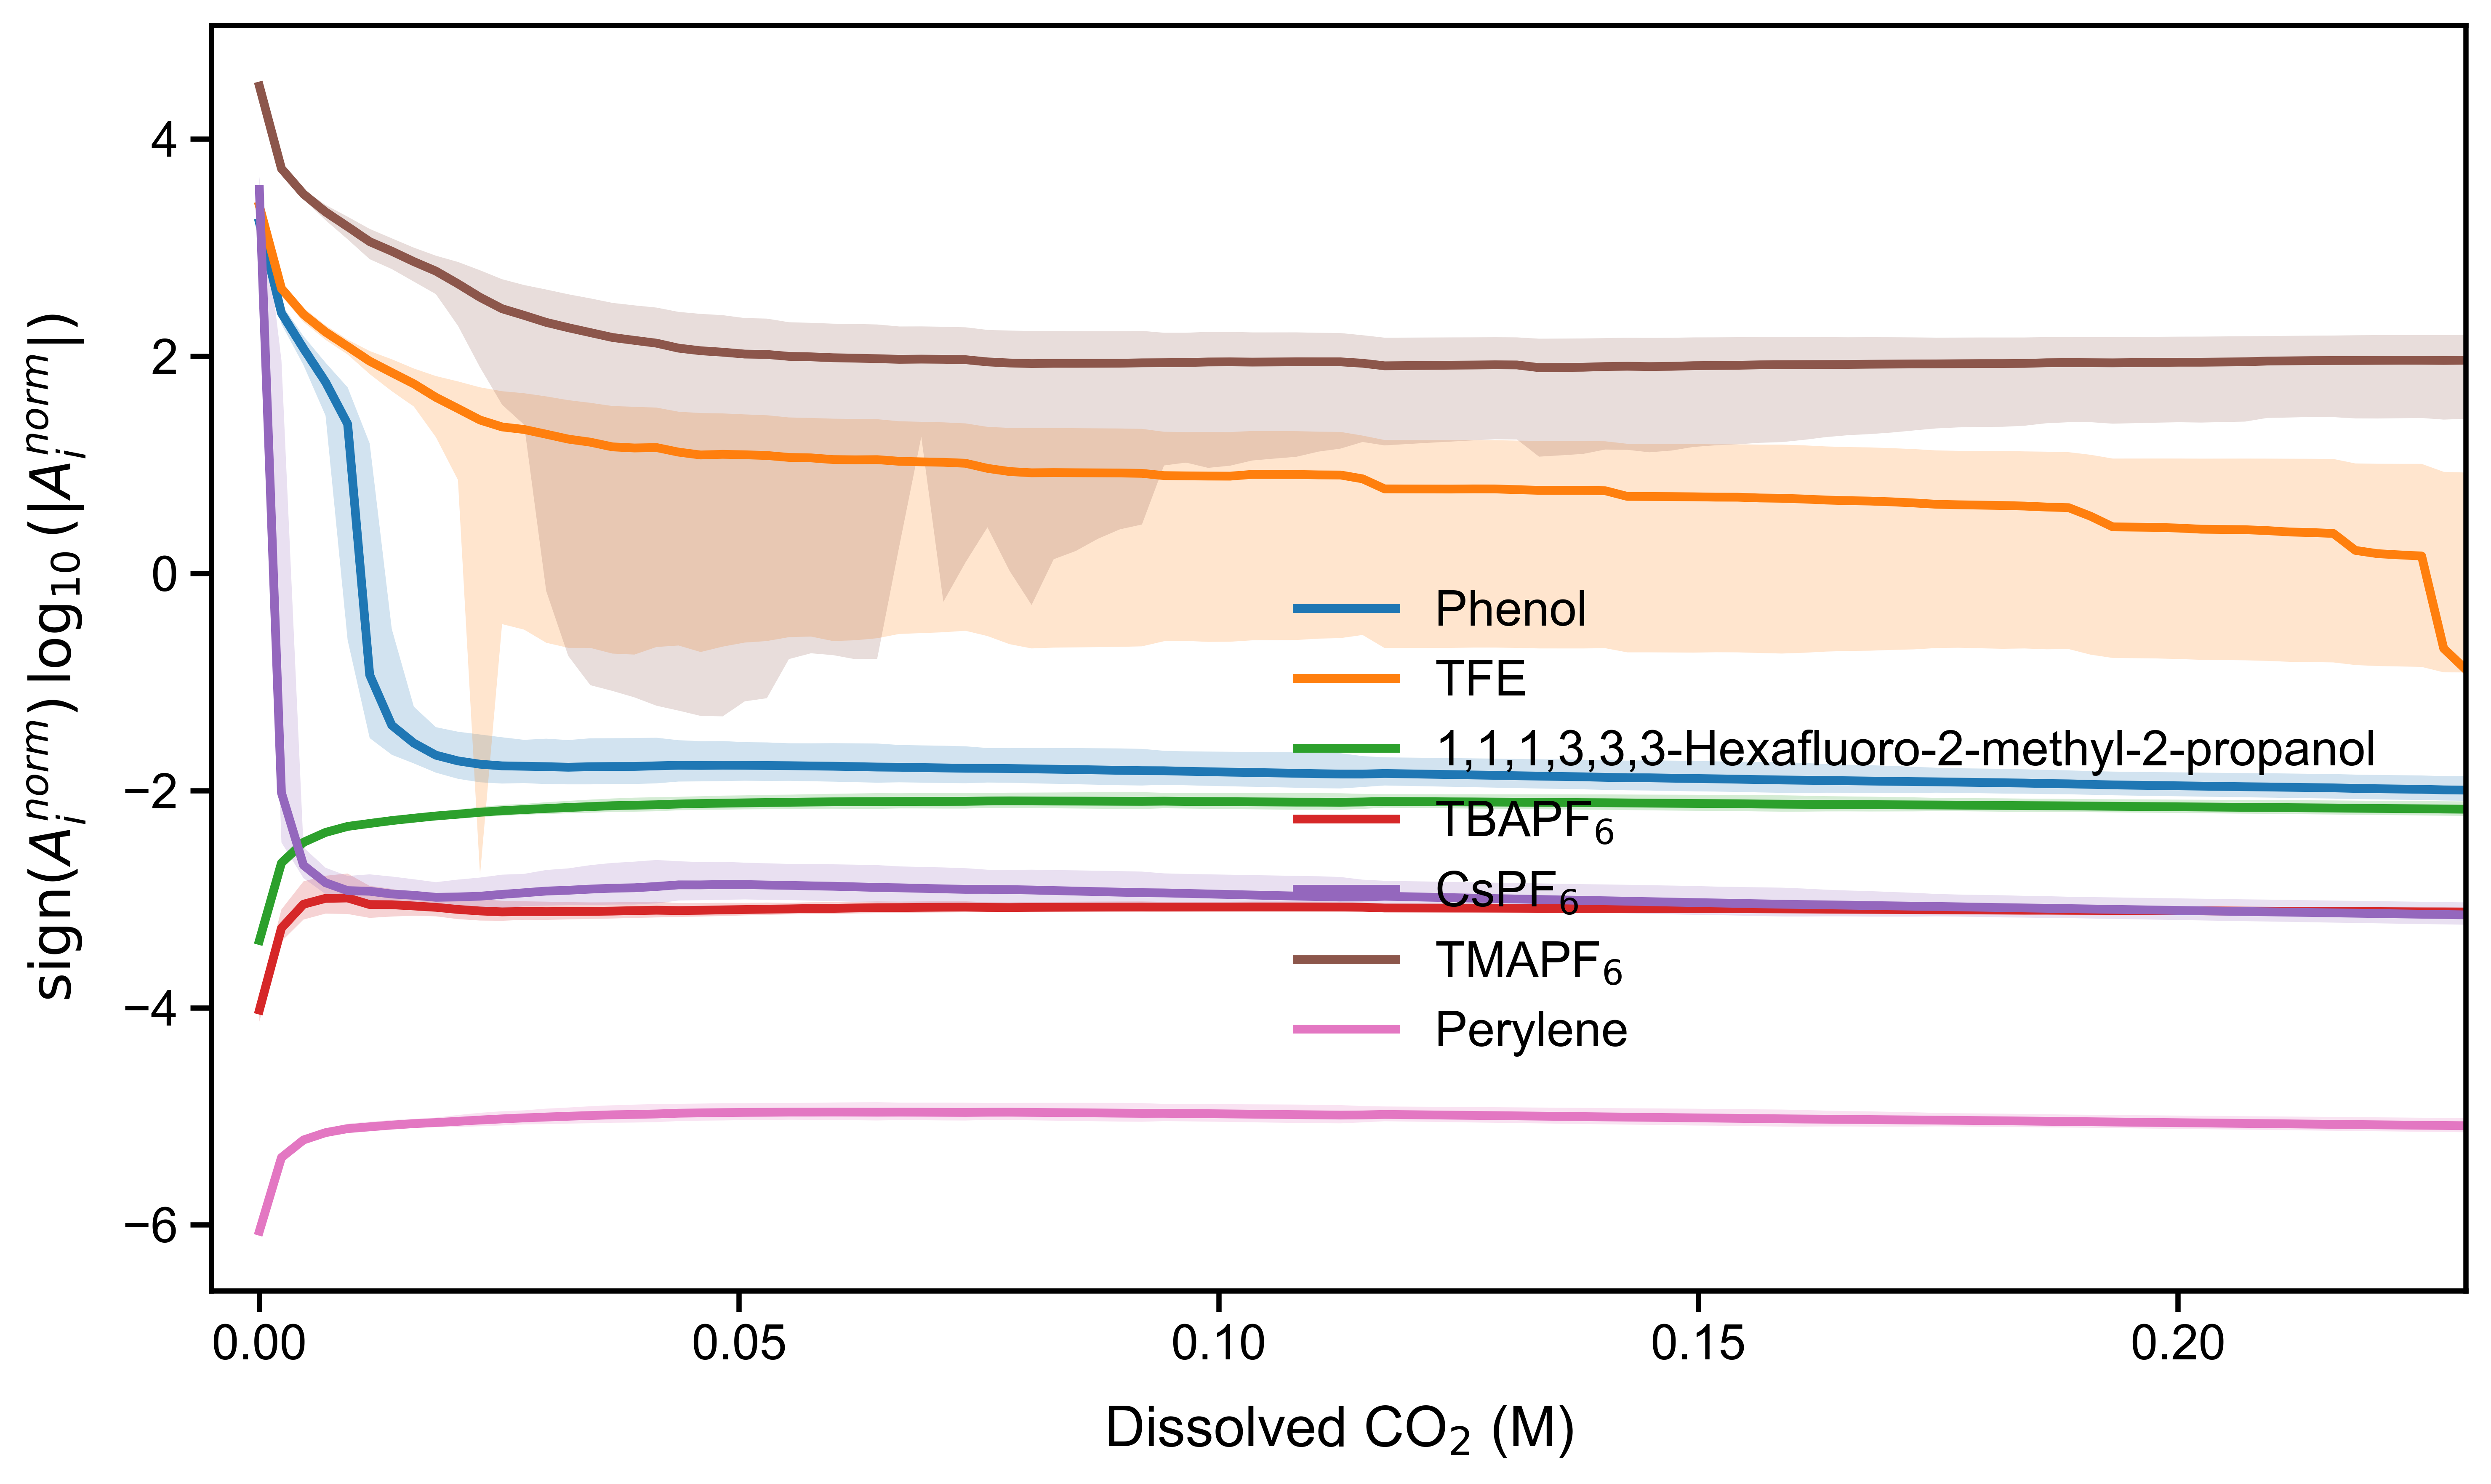 sign(A_i^norm) log₁₀ (|A_i^norm|)
4
2
0
−2
−4
−6
Phenol
TFE
1,1,1,3,3,3-Hexafluoro-2-methyl-2-propanol
TBAPF₆
CsPF₆
TMAPF₆
Perylene
0.00 0.05 0.10 0.15 0.20
Dissolved CO₂ (M)